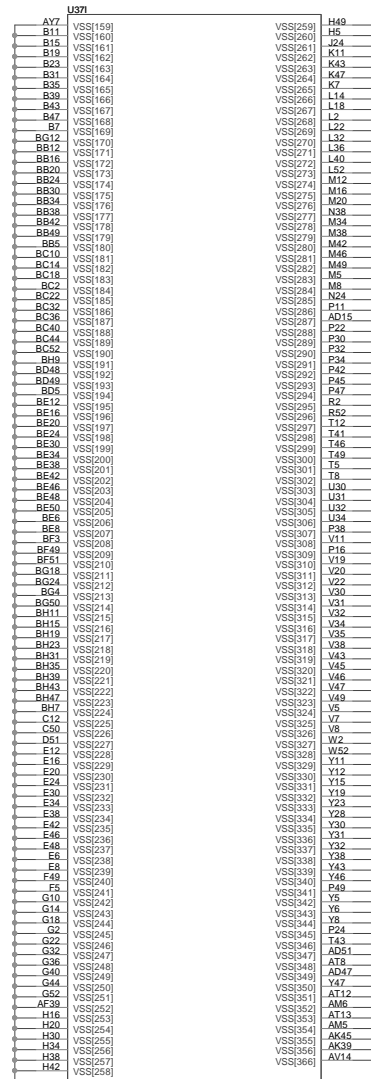 U37I
AY7 VSS[159]
B11 VSS[160]
B15 VSS[161]
B19 VSS[162]
B23 VSS[163]
B31 VSS[164]
B35 VSS[165]
B39 VSS[166]
B43 VSS[167]
B47 VSS[168]
B7 VSS[169]
BG12 VSS[170]
BB12 VSS[171]
BB16 VSS[172]
BB20 VSS[173]
BB24 VSS[174]
BB30 VSS[175]
BB34 VSS[176]
BB38 VSS[177]
BB42 VSS[178]
BB49 VSS[179]
BB5 VSS[180]
BC10 VSS[181]
BC14 VSS[182]
BC18 VSS[183]
BC2 VSS[184]
BC22 VSS[185]
BC32 VSS[186]
BC36 VSS[187]
BC40 VSS[188]
BC44 VSS[189]
BC52 VSS[190]
BH9 VSS[191]
BD48 VSS[192]
BD49 VSS[193]
BD5 VSS[194]
BE12 VSS[195]
BE16 VSS[196]
BE20 VSS[197]
BE24 VSS[198]
BE30 VSS[199]
BE34 VSS[200]
BE38 VSS[201]
BE42 VSS[202]
BE46 VSS[203]
BE48 VSS[204]
BE50 VSS[205]
BE6 VSS[206]
BE8 VSS[207]
BF3 VSS[208]
BF49 VSS[209]
BF51 VSS[210]
BG18 VSS[211]
BG24 VSS[212]
BG4 VSS[213]
BG50 VSS[214]
BH11 VSS[215]
BH15 VSS[216]
BH19 VSS[217]
BH23 VSS[218]
BH31 VSS[219]
BH35 VSS[220]
BH39 VSS[221]
BH43 VSS[222]
BH47 VSS[223]
BH7 VSS[224]
C12 VSS[225]
C50 VSS[226]
D51 VSS[227]
E12 VSS[228]
E16 VSS[229]
E20 VSS[230]
E24 VSS[231]
E30 VSS[232]
E34 VSS[233]
E38 VSS[234]
E42 VSS[235]
E46 VSS[236]
E48 VSS[237]
E6 VSS[238]
E8 VSS[239]
F49 VSS[240]
F5 VSS[241]
G10 VSS[242]
G14 VSS[243]
G18 VSS[244]
G2 VSS[245]
G22 VSS[246]
G32 VSS[247]
G36 VSS[248]
G40 VSS[249]
G44 VSS[250]
G52 VSS[251]
AF39 VSS[252]
H16 VSS[253]
H20 VSS[254]
H30 VSS[255]
H34 VSS[256]
H38 VSS[257]
H42 VSS[258]
VSS[259] H49
VSS[260] H5
VSS[261] J24
VSS[262] K11
VSS[263] K43
VSS[264] K47
VSS[265] K7
VSS[266] L14
VSS[267] L18
VSS[268] L2
VSS[269] L22
VSS[270] L32
VSS[271] L36
VSS[272] L40
VSS[273] L52
VSS[274] M12
VSS[275] M16
VSS[276] M20
VSS[277] N38
VSS[278] M34
VSS[279] M38
VSS[280] M42
VSS[281] M46
VSS[282] M49
VSS[283] M5
VSS[284] M8
VSS[285] N24
VSS[286] P11
VSS[287] AD15
VSS[288] P22
VSS[289] P30
VSS[290] P32
VSS[291] P34
VSS[292] P42
VSS[293] P45
VSS[294] P47
VSS[295] R2
VSS[296] R52
VSS[297] T12
VSS[298] T41
VSS[299] T46
VSS[300] T49
VSS[301] T5
VSS[302] T8
VSS[303] U30
VSS[304] U31
VSS[305] U32
VSS[306] U34
VSS[307] P38
VSS[308] V11
VSS[309] P16
VSS[310] V19
VSS[311] V20
VSS[312] V22
VSS[313] V30
VSS[314] V31
VSS[315] V32
VSS[316] V34
VSS[317] V35
VSS[318] V38
VSS[319] V43
VSS[320] V45
VSS[321] V46
VSS[322] V47
VSS[323] V49
VSS[324] V5
VSS[325] V7
VSS[326] V8
VSS[327] W2
VSS[328] W52
VSS[329] Y11
VSS[330] Y12
VSS[331] Y15
VSS[332] Y19
VSS[333] Y23
VSS[334] Y28
VSS[335] Y30
VSS[336] Y31
VSS[337] Y32
VSS[338] Y38
VSS[339] Y43
VSS[340] Y46
VSS[341] P49
VSS[342] Y5
VSS[343] Y6
VSS[344] Y8
VSS[345] P24
VSS[346] T43
VSS[347] AD51
VSS[348] AT8
VSS[349] AD47
VSS[350] Y47
VSS[351] AT12
VSS[352] AM6
VSS[353] AT13
VSS[354] AM5
VSS[355] AK45
VSS[356] AK39
VSS[366] AV14